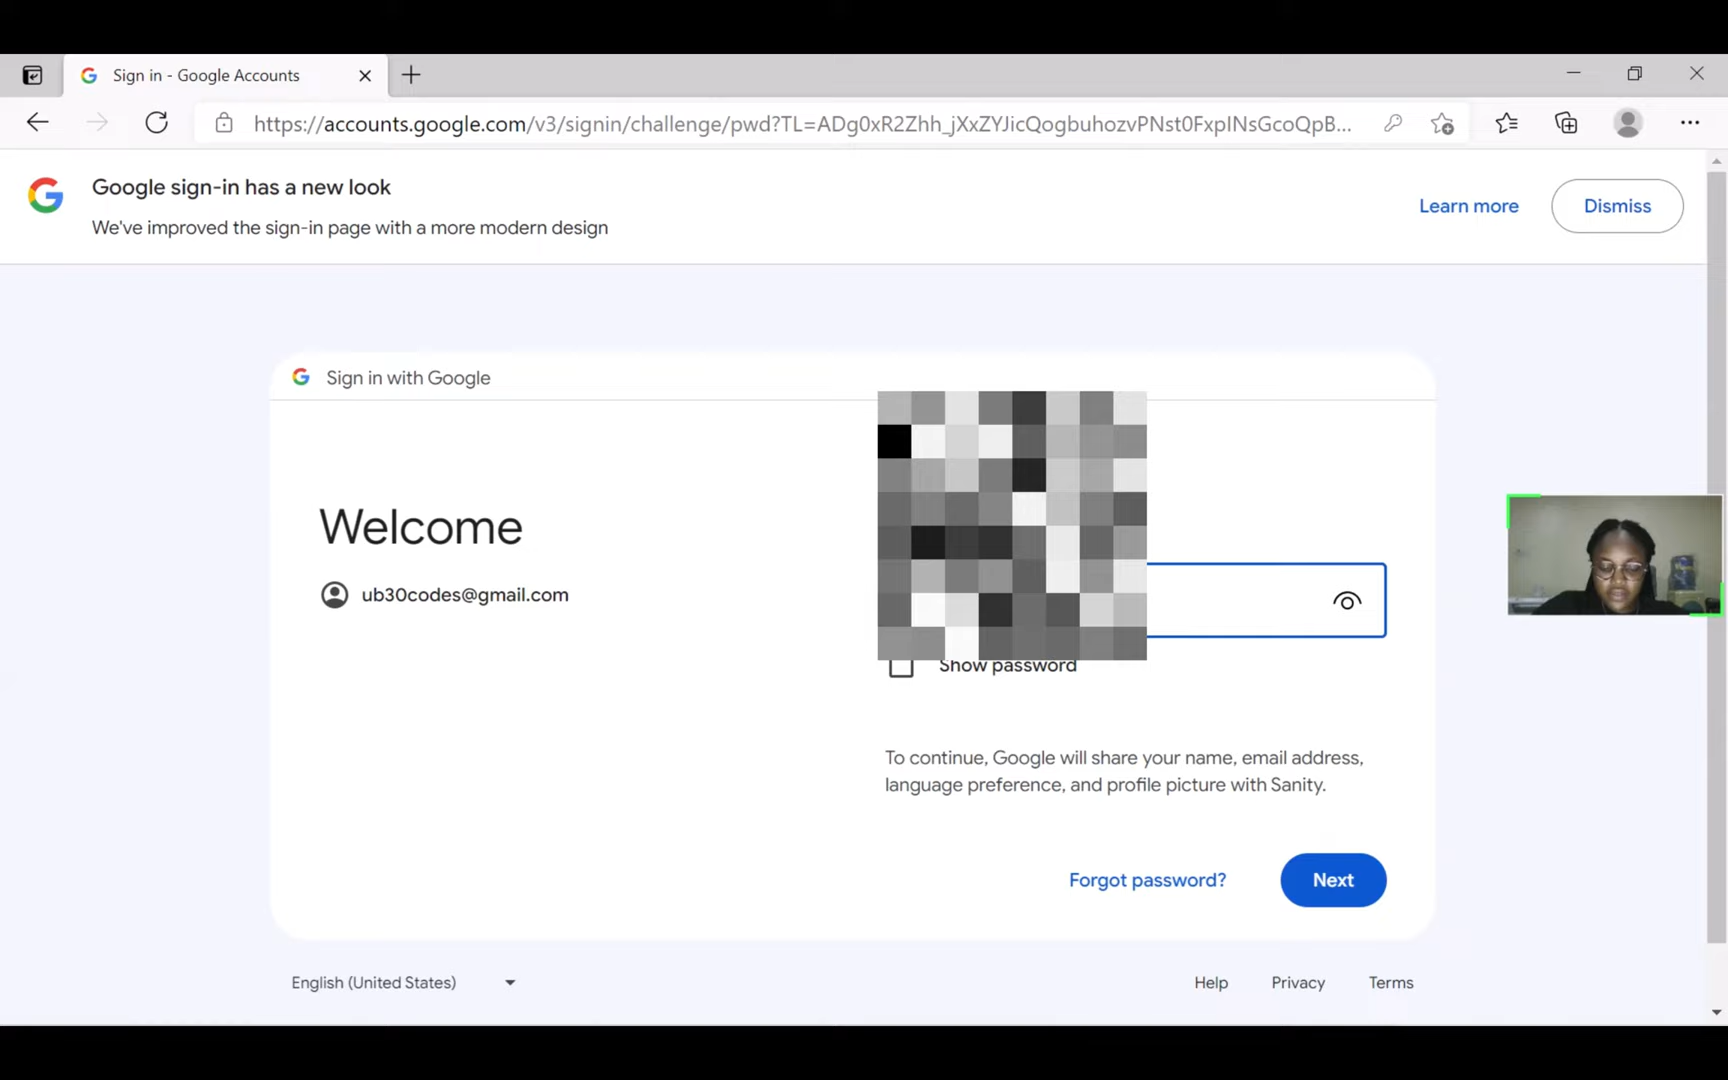 Sign in - Google Accounts
https://accounts.google.com/v3/signin/challenge/pwd?TL=ADg0xR2Zhh_jXxZYJicQogbuhozvPNst0FxpINsGcoQpB...
Google sign-in has a new look
We've improved the sign-in page with a more modern design
Learn more
Dismiss
Sign in with Google
Welcome
ub30codes@gmail.com
Show password
To continue, Google will share your name, email address,
language preference, and profile picture with Sanity.
Forgot password?
Next
English (United States)
Help
Privacy
Terms